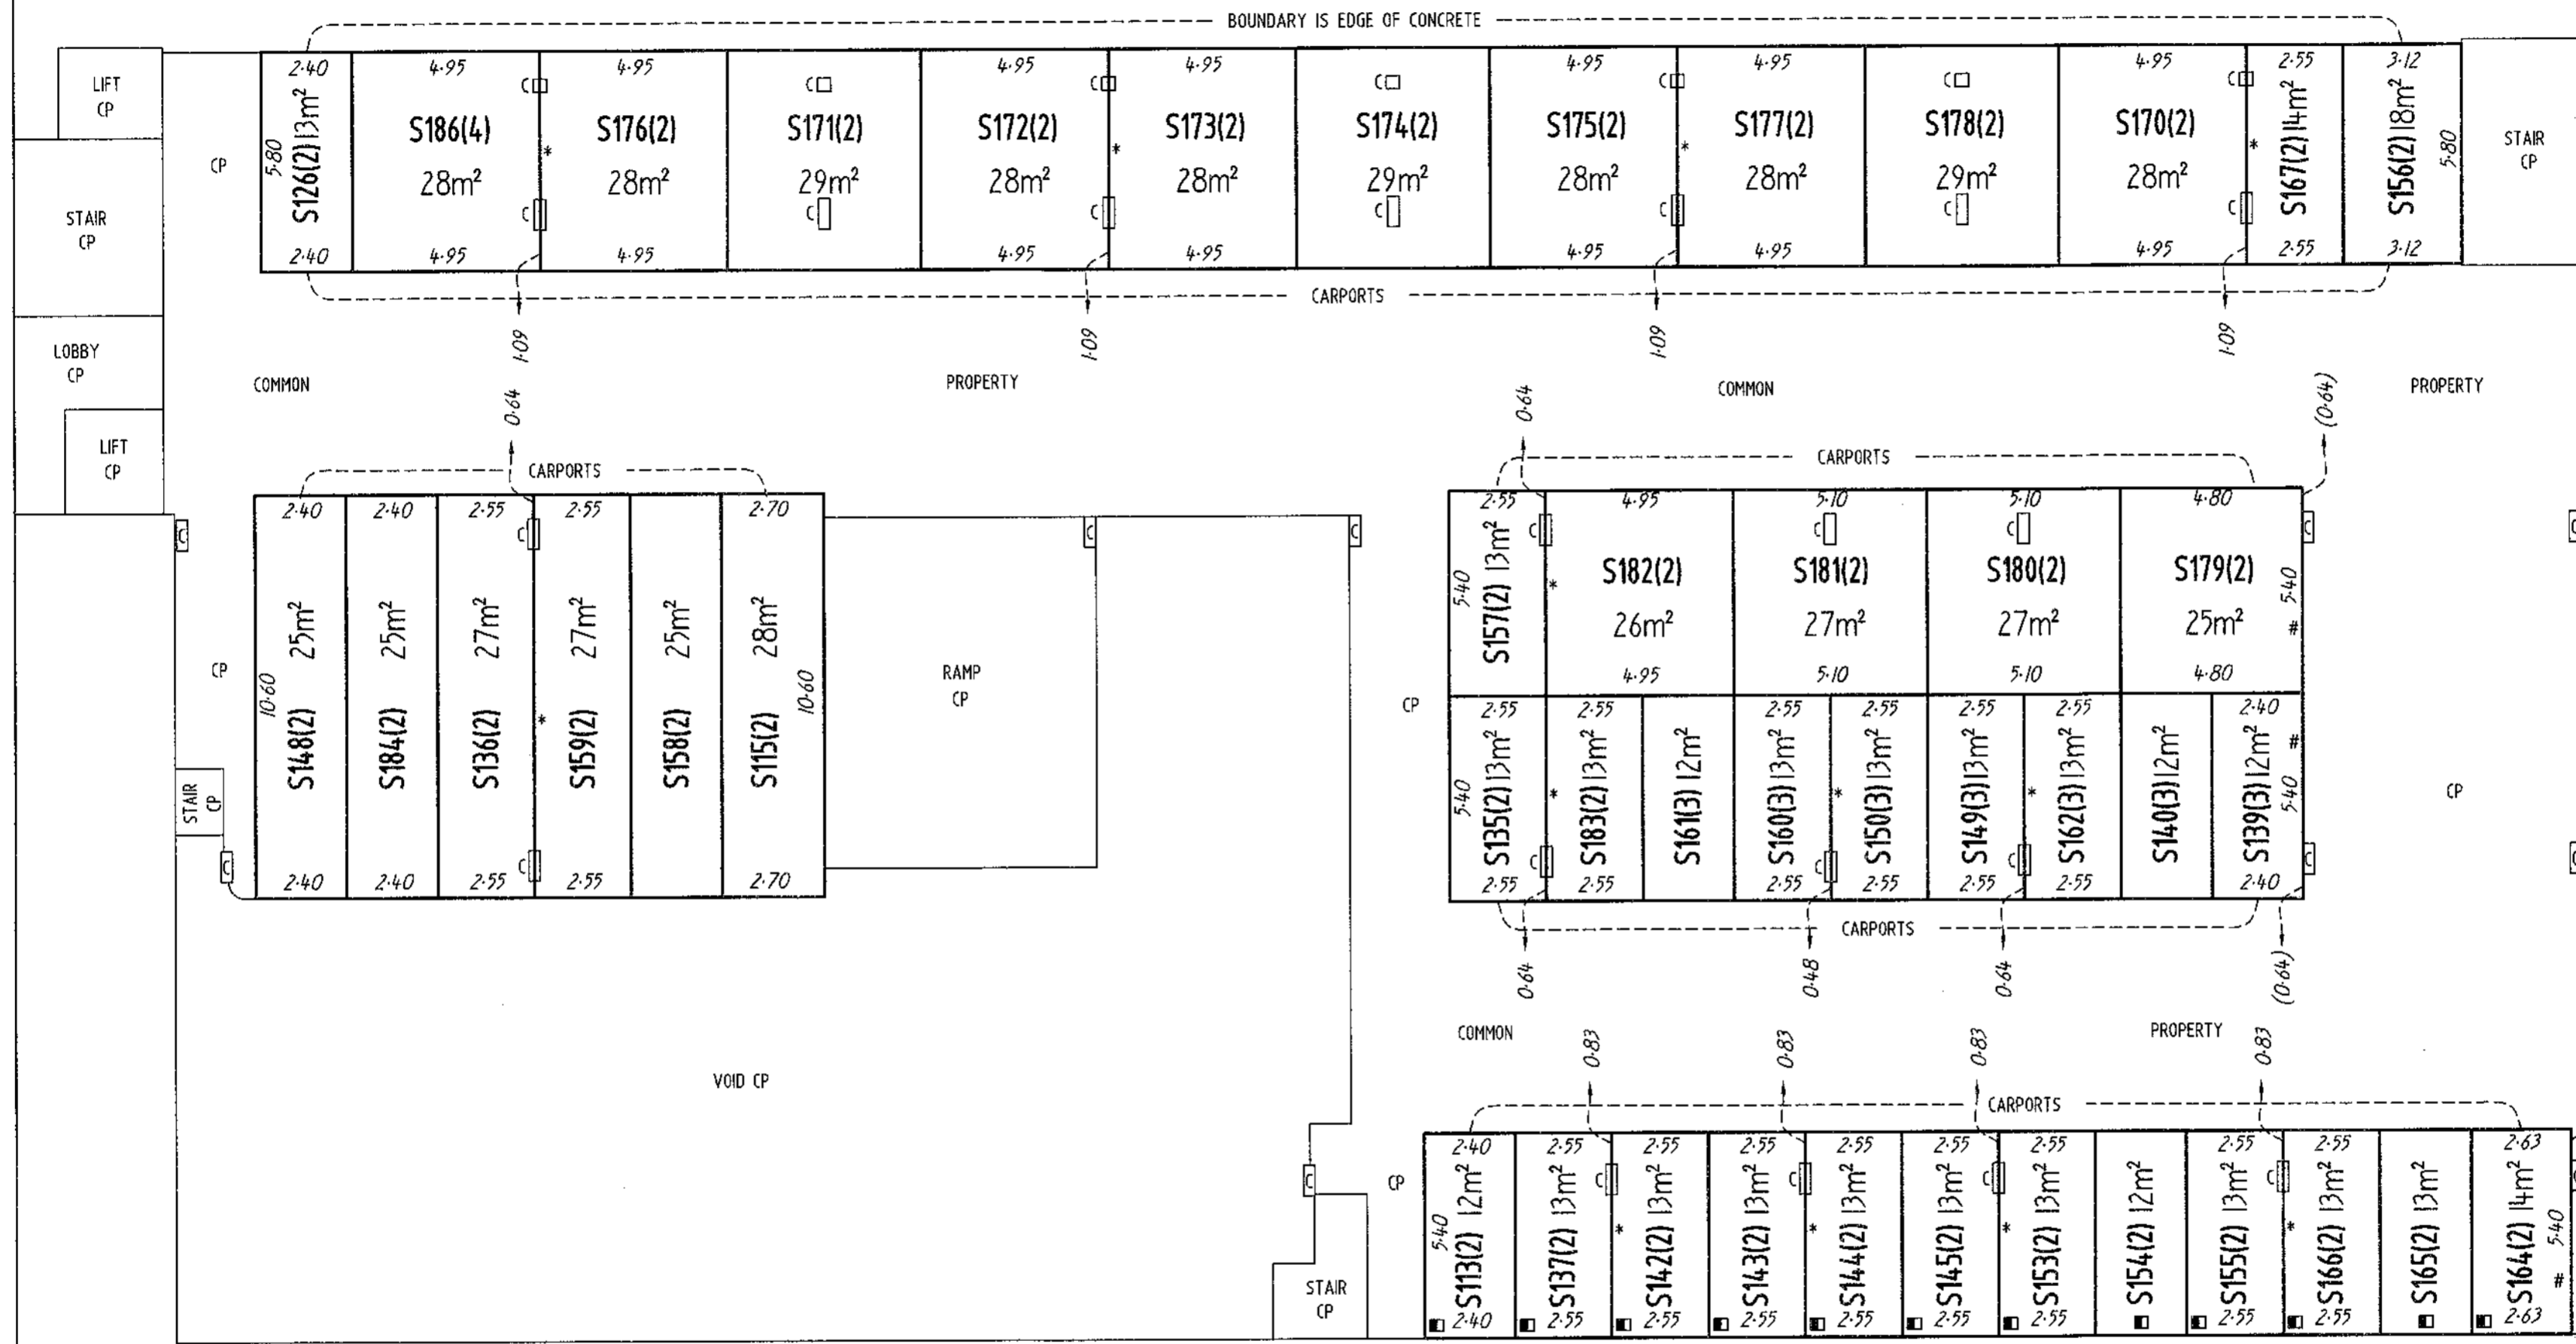 BOUNDARY IS EDGE OF CONCRETE
LIFT
CP
STAIR
CP
LOBBY
CP
LIFT
CP
CP
2.40
5.80
S126(2) 13m²
2.40
4.95
S186(4)
28m²
4.95
C
*
C
4.95
S176(2)
28m²
4.95
C
S171(2)
29m²
C
4.95
S172(2)
28m²
4.95
C
*
C
4.95
S173(2)
28m²
4.95
C
S174(2)
29m²
C
4.95
S175(2)
28m²
4.95
C
*
C
4.95
S177(2)
28m²
4.95
C
S178(2)
29m²
C
4.95
S170(2)
28m²
4.95
C
*
C
2.55
S167(2) 14m²
2.55
3.12
S156(2) 18m²
5.80
3.12
STAIR
CP
CARPORTS
1.09
1.09
1.09
1.09
COMMON
PROPERTY
COMMON
PROPERTY
0.64
0.64
(0.64)
CARPORTS
C
CP
STAIR
CP
C
2.40
10.60
S148(2) 25m²
2.40
2.40
S184(2) 25m²
2.40
2.55
C
S136(2) 27m²
C
2.55
*
2.55
S159(2) 27m²
2.55
S158(2) 25m²
2.70
S115(2) 28m²
10.60
2.70
C
C
RAMP
CP
CP
CARPORTS
2.55
5.40
S157(2) 13m²
C
*
4.95
S182(2)
26m²
4.95
5.10
C
S181(2)
27m²
5.10
5.10
C
S180(2)
27m²
5.10
4.80
S179(2)
25m²
4.80
5.40
#
C
C
2.55
5.40
S135(2) 13m²
2.55
C
*
2.55
S183(2) 13m²
2.55
S161(3) 12m²
2.55
S160(3) 13m²
2.55
C
*
2.55
S150(3) 13m²
2.55
2.55
S149(3) 13m²
2.55
C
*
2.55
S162(3) 13m²
2.55
S140(3) 12m²
2.40
S139(3) 12m²
2.40
#
5.40
C
C
CP
CARPORTS
0.64
0.48
0.64
(0.64)
COMMON
PROPERTY
VOID CP
0.83
0.83
0.83
0.83
CARPORTS
C
CP
STAIR
CP
2.40
5.40
S113(2) 12m²
2.40
2.55
S137(2) 13m²
2.55
C
*
2.55
S142(2) 13m²
2.55
2.55
S143(2) 13m²
2.55
C
*
2.55
S144(2) 13m²
2.55
2.55
S145(2) 13m²
2.55
C
*
2.55
S153(2) 13m²
2.55
S154(2) 12m²
2.55
S155(2) 13m²
2.55
C
*
2.55
S166(2) 13m²
2.55
S165(2) 13m²
2.63
S164(2) 14m²
5.40
#
2.63